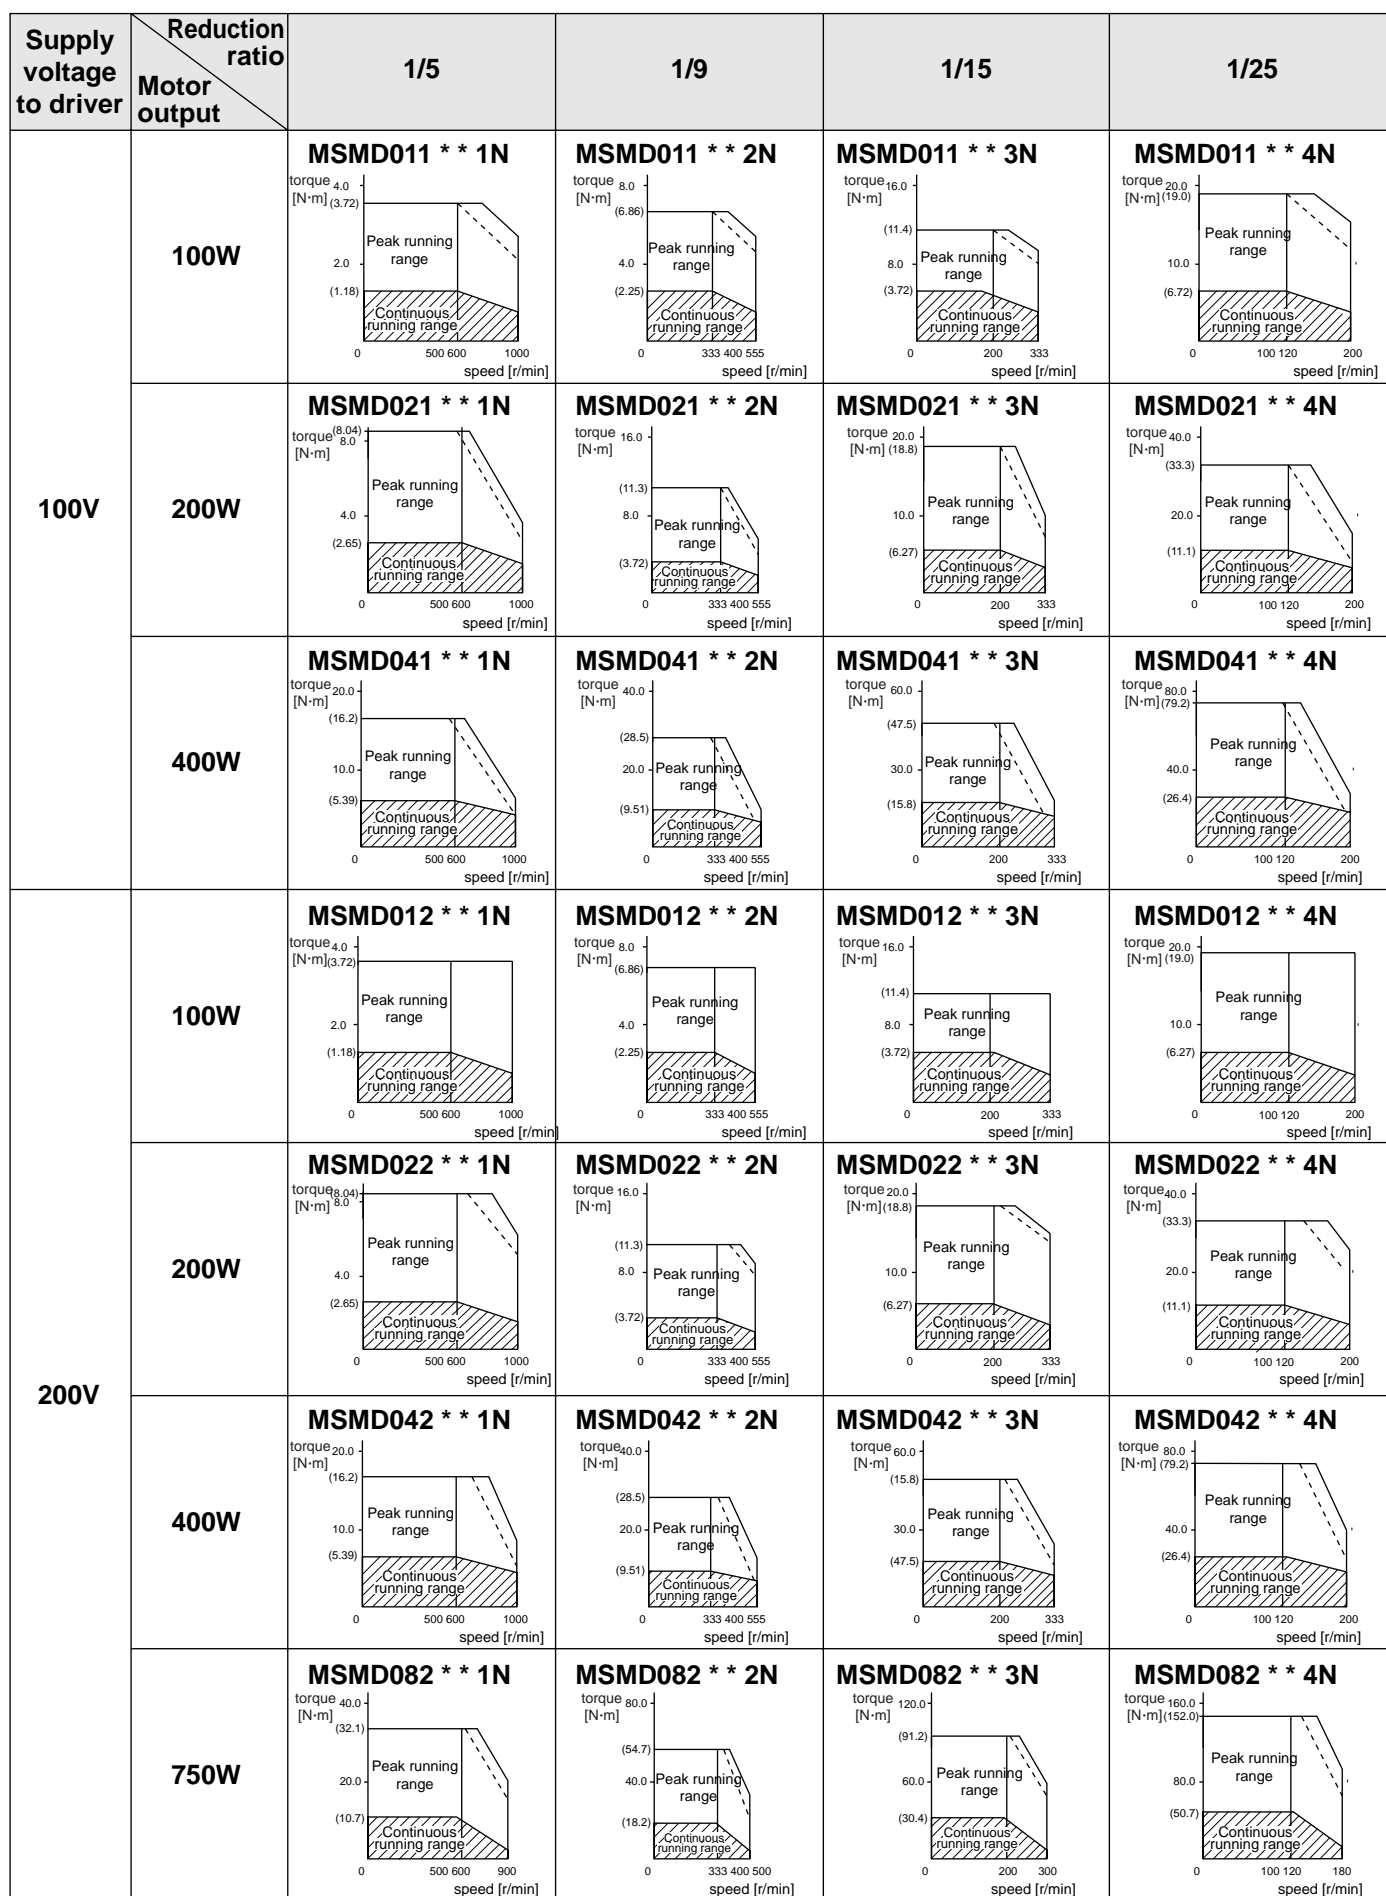 Supply
voltage
to driver
Reduction
ratio
Motor
output
1/5
1/9
1/15
1/25
100V
100W
MSMD011 * * 1N
torque
[N·m]
4.0
(3.72)
2.0
(1.18)
Peak running
range
Continuous
running range
0 500 600 1000
speed [r/min]
MSMD011 * * 2N
torque
[N·m]
8.0
(6.86)
4.0
(2.25)
Peak running
range
Continuous
running range
0 333 400 555
speed [r/min]
MSMD011 * * 3N
torque
[N·m]
16.0
(11.4)
8.0
(3.72)
Peak running
range
Continuous
running range
0 200 333
speed [r/min]
MSMD011 * * 4N
torque
[N·m]
20.0
(19.0)
10.0
(6.72)
Peak running
range
Continuous
running range
0 100 120 200
speed [r/min]
200W
MSMD021 * * 1N
torque
[N·m]
(8.04)
8.0
4.0
(2.65)
Peak running
range
Continuous
running range
0 500 600 1000
speed [r/min]
MSMD021 * * 2N
torque
[N·m]
16.0
(11.3)
8.0
(3.72)
Peak running
range
Continuous
running range
0 333 400 555
speed [r/min]
MSMD021 * * 3N
torque
[N·m]
20.0
(18.8)
10.0
(6.27)
Peak running
range
Continuous
running range
0 200 333
speed [r/min]
MSMD021 * * 4N
torque
[N·m]
40.0
(33.3)
20.0
(11.1)
Peak running
range
Continuous
running range
0 100 120 200
speed [r/min]
400W
MSMD041 * * 1N
torque
[N·m]
20.0
(16.2)
10.0
(5.39)
Peak running
range
Continuous
running range
0 500 600 1000
speed [r/min]
MSMD041 * * 2N
torque
[N·m]
40.0
(28.5)
20.0
(9.51)
Peak running
range
Continuous
running range
0 333 400 555
speed [r/min]
MSMD041 * * 3N
torque
[N·m]
60.0
(47.5)
30.0
(15.8)
Peak running
range
Continuous
running range
0 200 333
speed [r/min]
MSMD041 * * 4N
torque
[N·m]
80.0
(79.2)
40.0
(26.4)
Peak running
range
Continuous
running range
0 100 120 200
speed [r/min]
200V
100W
MSMD012 * * 1N
torque
[N·m]
4.0
(3.72)
2.0
(1.18)
Peak running
range
Continuous
running range
0 500 600 1000
speed [r/min]
MSMD012 * * 2N
torque
[N·m]
8.0
(6.86)
4.0
(2.25)
Peak running
range
Continuous
running range
0 333 400 555
speed [r/min]
MSMD012 * * 3N
torque
[N·m]
16.0
(11.4)
8.0
(3.72)
Peak running
range
Continuous
running range
0 200 333
speed [r/min]
MSMD012 * * 4N
torque
[N·m]
20.0
(19.0)
10.0
(6.27)
Peak running
range
Continuous
running range
0 100 120 200
speed [r/min]
200W
MSMD022 * * 1N
torque
[N·m]
(8.04)
8.0
4.0
(2.65)
Peak running
range
Continuous
running range
0 500 600 1000
speed [r/min]
MSMD022 * * 2N
torque
[N·m]
16.0
(11.3)
8.0
(3.72)
Peak running
range
Continuous
running range
0 333 400 555
speed [r/min]
MSMD022 * * 3N
torque
[N·m]
20.0
(18.8)
10.0
(6.27)
Peak running
range
Continuous
running range
0 200 333
speed [r/min]
MSMD022 * * 4N
torque
[N·m]
40.0
(33.3)
20.0
(11.1)
Peak running
range
Continuous
running range
0 100 120 200
speed [r/min]
400W
MSMD042 * * 1N
torque
[N·m]
20.0
(16.2)
10.0
(5.39)
Peak running
range
Continuous
running range
0 500 600 1000
speed [r/min]
MSMD042 * * 2N
torque
[N·m]
40.0
(28.5)
20.0
(9.51)
Peak running
range
Continuous
running range
0 333 400 555
speed [r/min]
MSMD042 * * 3N
torque
[N·m]
60.0
(15.8)
30.0
(47.5)
Peak running
range
Continuous
running range
0 200 333
speed [r/min]
MSMD042 * * 4N
torque
[N·m]
80.0
(79.2)
40.0
(26.4)
Peak running
range
Continuous
running range
0 100 120 200
speed [r/min]
750W
MSMD082 * * 1N
torque
[N·m]
40.0
(32.1)
20.0
(10.7)
Peak running
range
Continuous
running range
0 500 600 900
speed [r/min]
MSMD082 * * 2N
torque
[N·m]
80.0
(54.7)
40.0
(18.2)
Peak running
range
Continuous
running range
0 333 400 500
speed [r/min]
MSMD082 * * 3N
torque
[N·m]
120.0
(91.2)
60.0
(30.4)
Peak running
range
Continuous
running range
0 200 300
speed [r/min]
MSMD082 * * 4N
torque
[N·m]
160.0
(152.0)
80.0
(50.7)
Peak running
range
Continuous
running range
0 100 120 180
speed [r/min]